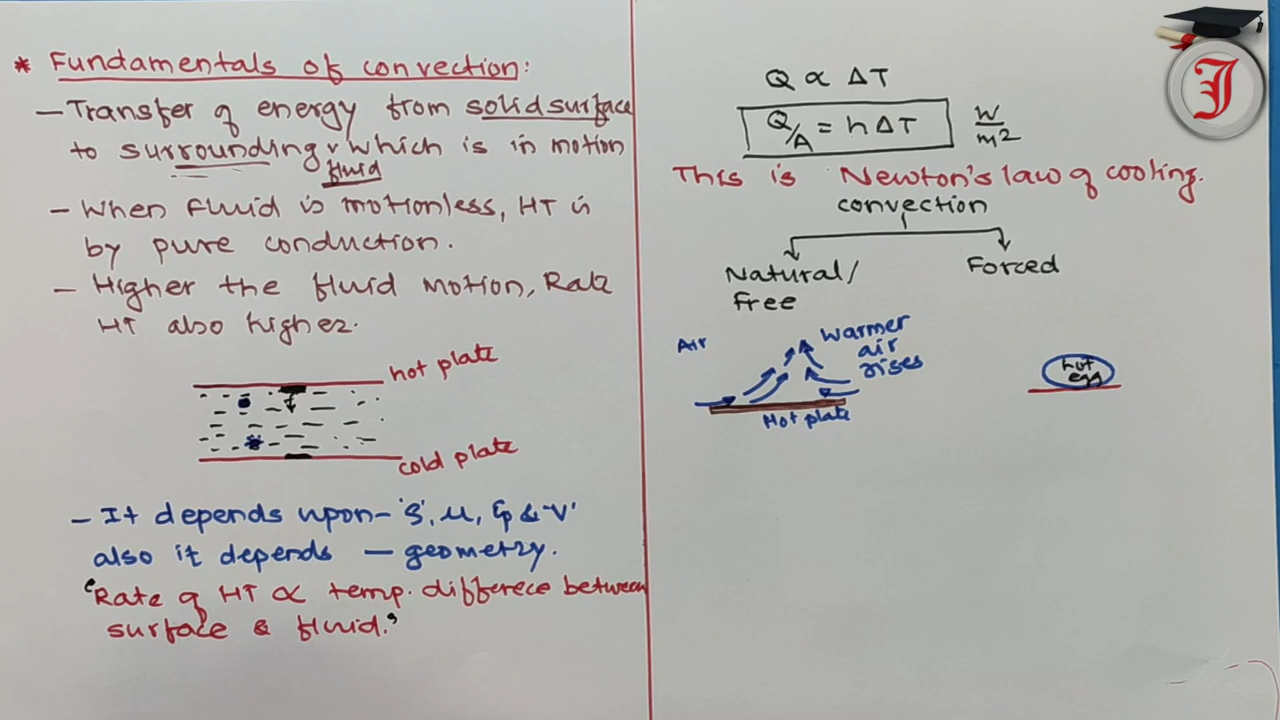 * Fundamentals of convection:
- Transfer of energy from solid surface
to surrounding fluid which is in motion
- When fluid is motionless, HT is
by pure conduction.
- Higher the fluid motion, Rate
HT also higher.
hot plate
cold plate
- It depends upon - 'ρ', μ, Cp & 'V'
also it depends — geometry.
"Rate of HT ∝ temp. differece between
surface & fluid."
Q ∝ ΔT
Q/A = h ΔT W/m2
This is Newton's law of cooling.
convection
Natural/ Forced
free
Air
warmer
air
rises
Hot plate
hot
egg
J